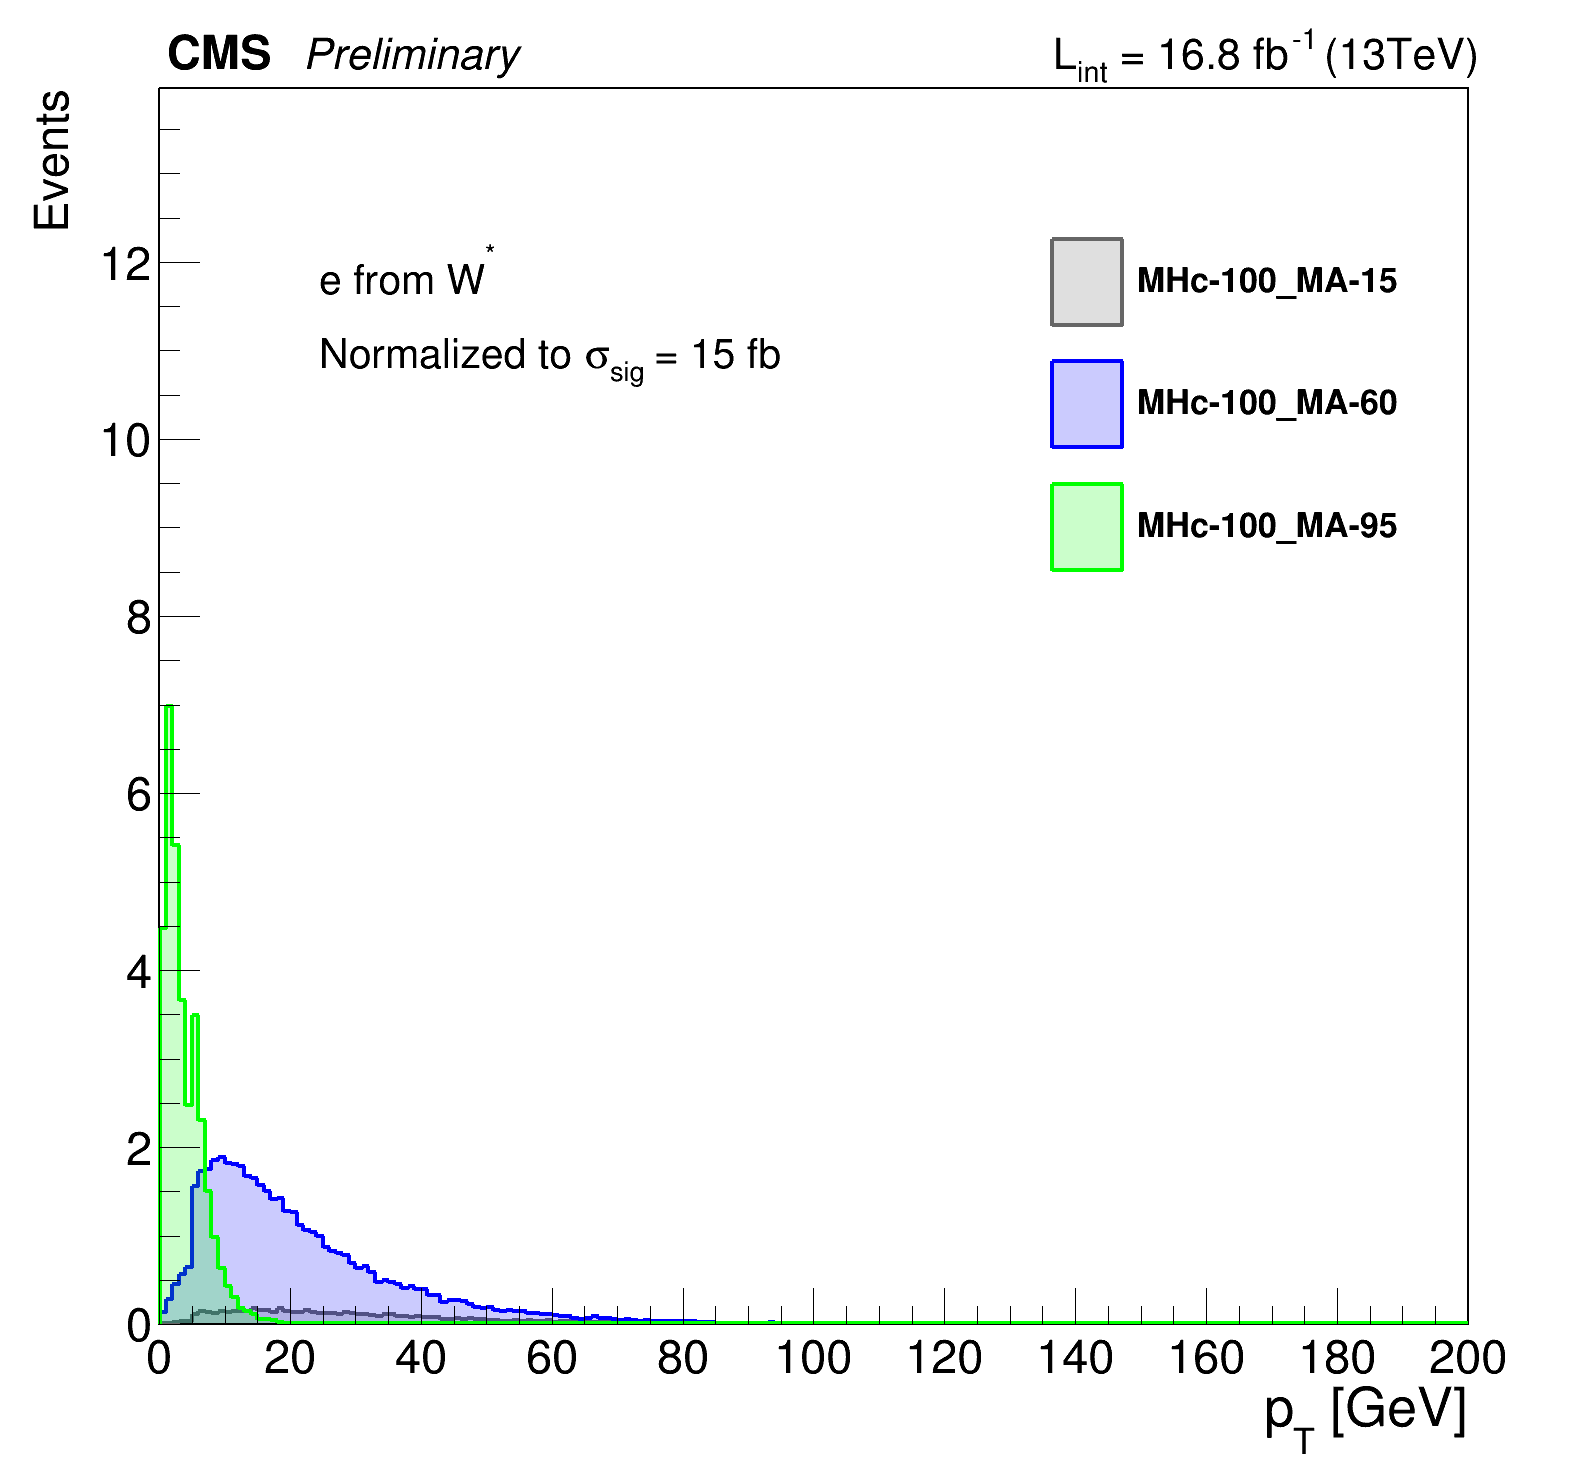 CMS Preliminary L_int = 16.8 fb^-1 (13TeV)
Events
e from W*
Normalized to σ_sig = 15 fb
MHc-100_MA-15
MHc-100_MA-60
MHc-100_MA-95
12
10
8
6
4
2
0
0 20 40 60 80 100 120 140 160 180 200
p_T [GeV]